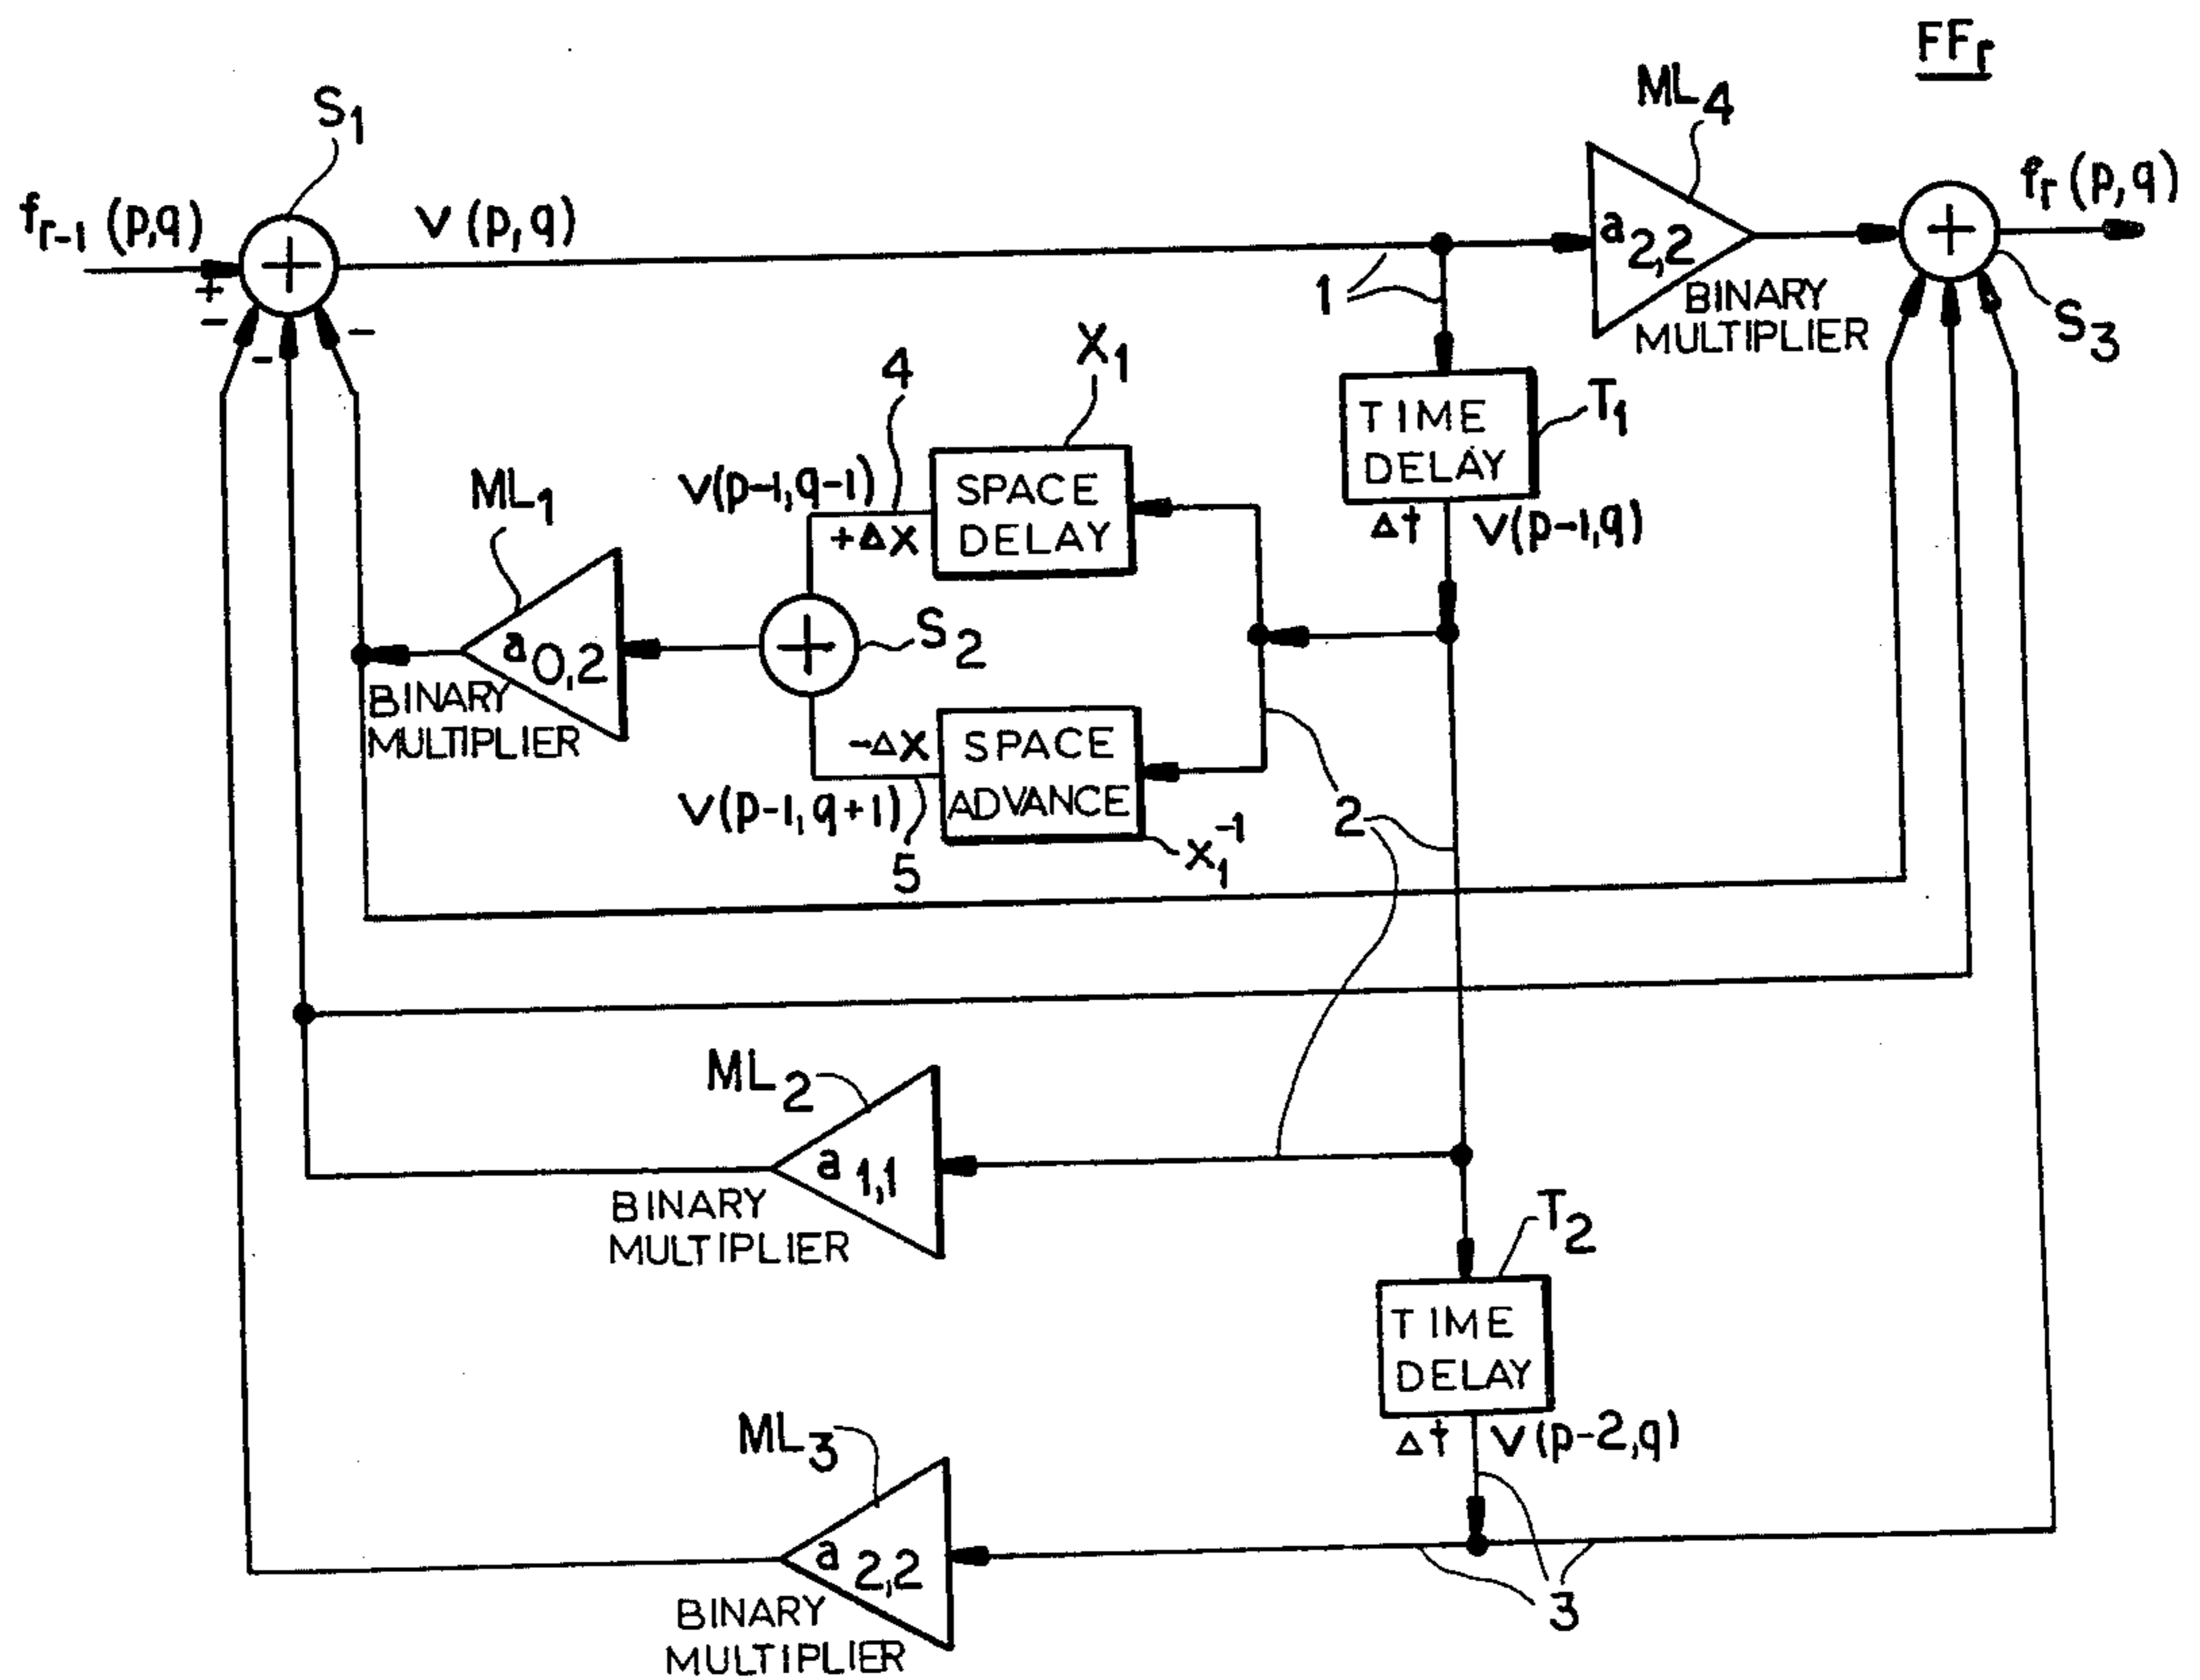 FFr
S1
ML4
fr-1 (p,q)
+
-
-
-
+
v (p,q)
1
a2,2
BINARY
MULTIPLIER
+
fr (p,q)
S3
X1
4
TIME
DELAY
T1
Δt
v(p-1,q)
v(p-1,q-1)
+Δx
SPACE
DELAY
ML1
a0,2
BINARY
MULTIPLIER
+
S2
-Δx
v(p-1,q+1)
5
SPACE
ADVANCE
x1-1
2
ML2
a1,1
BINARY
MULTIPLIER
T2
TIME
DELAY
Δt
v(p-2,q)
ML3
a2,2
BINARY
MULTIPLIER
3